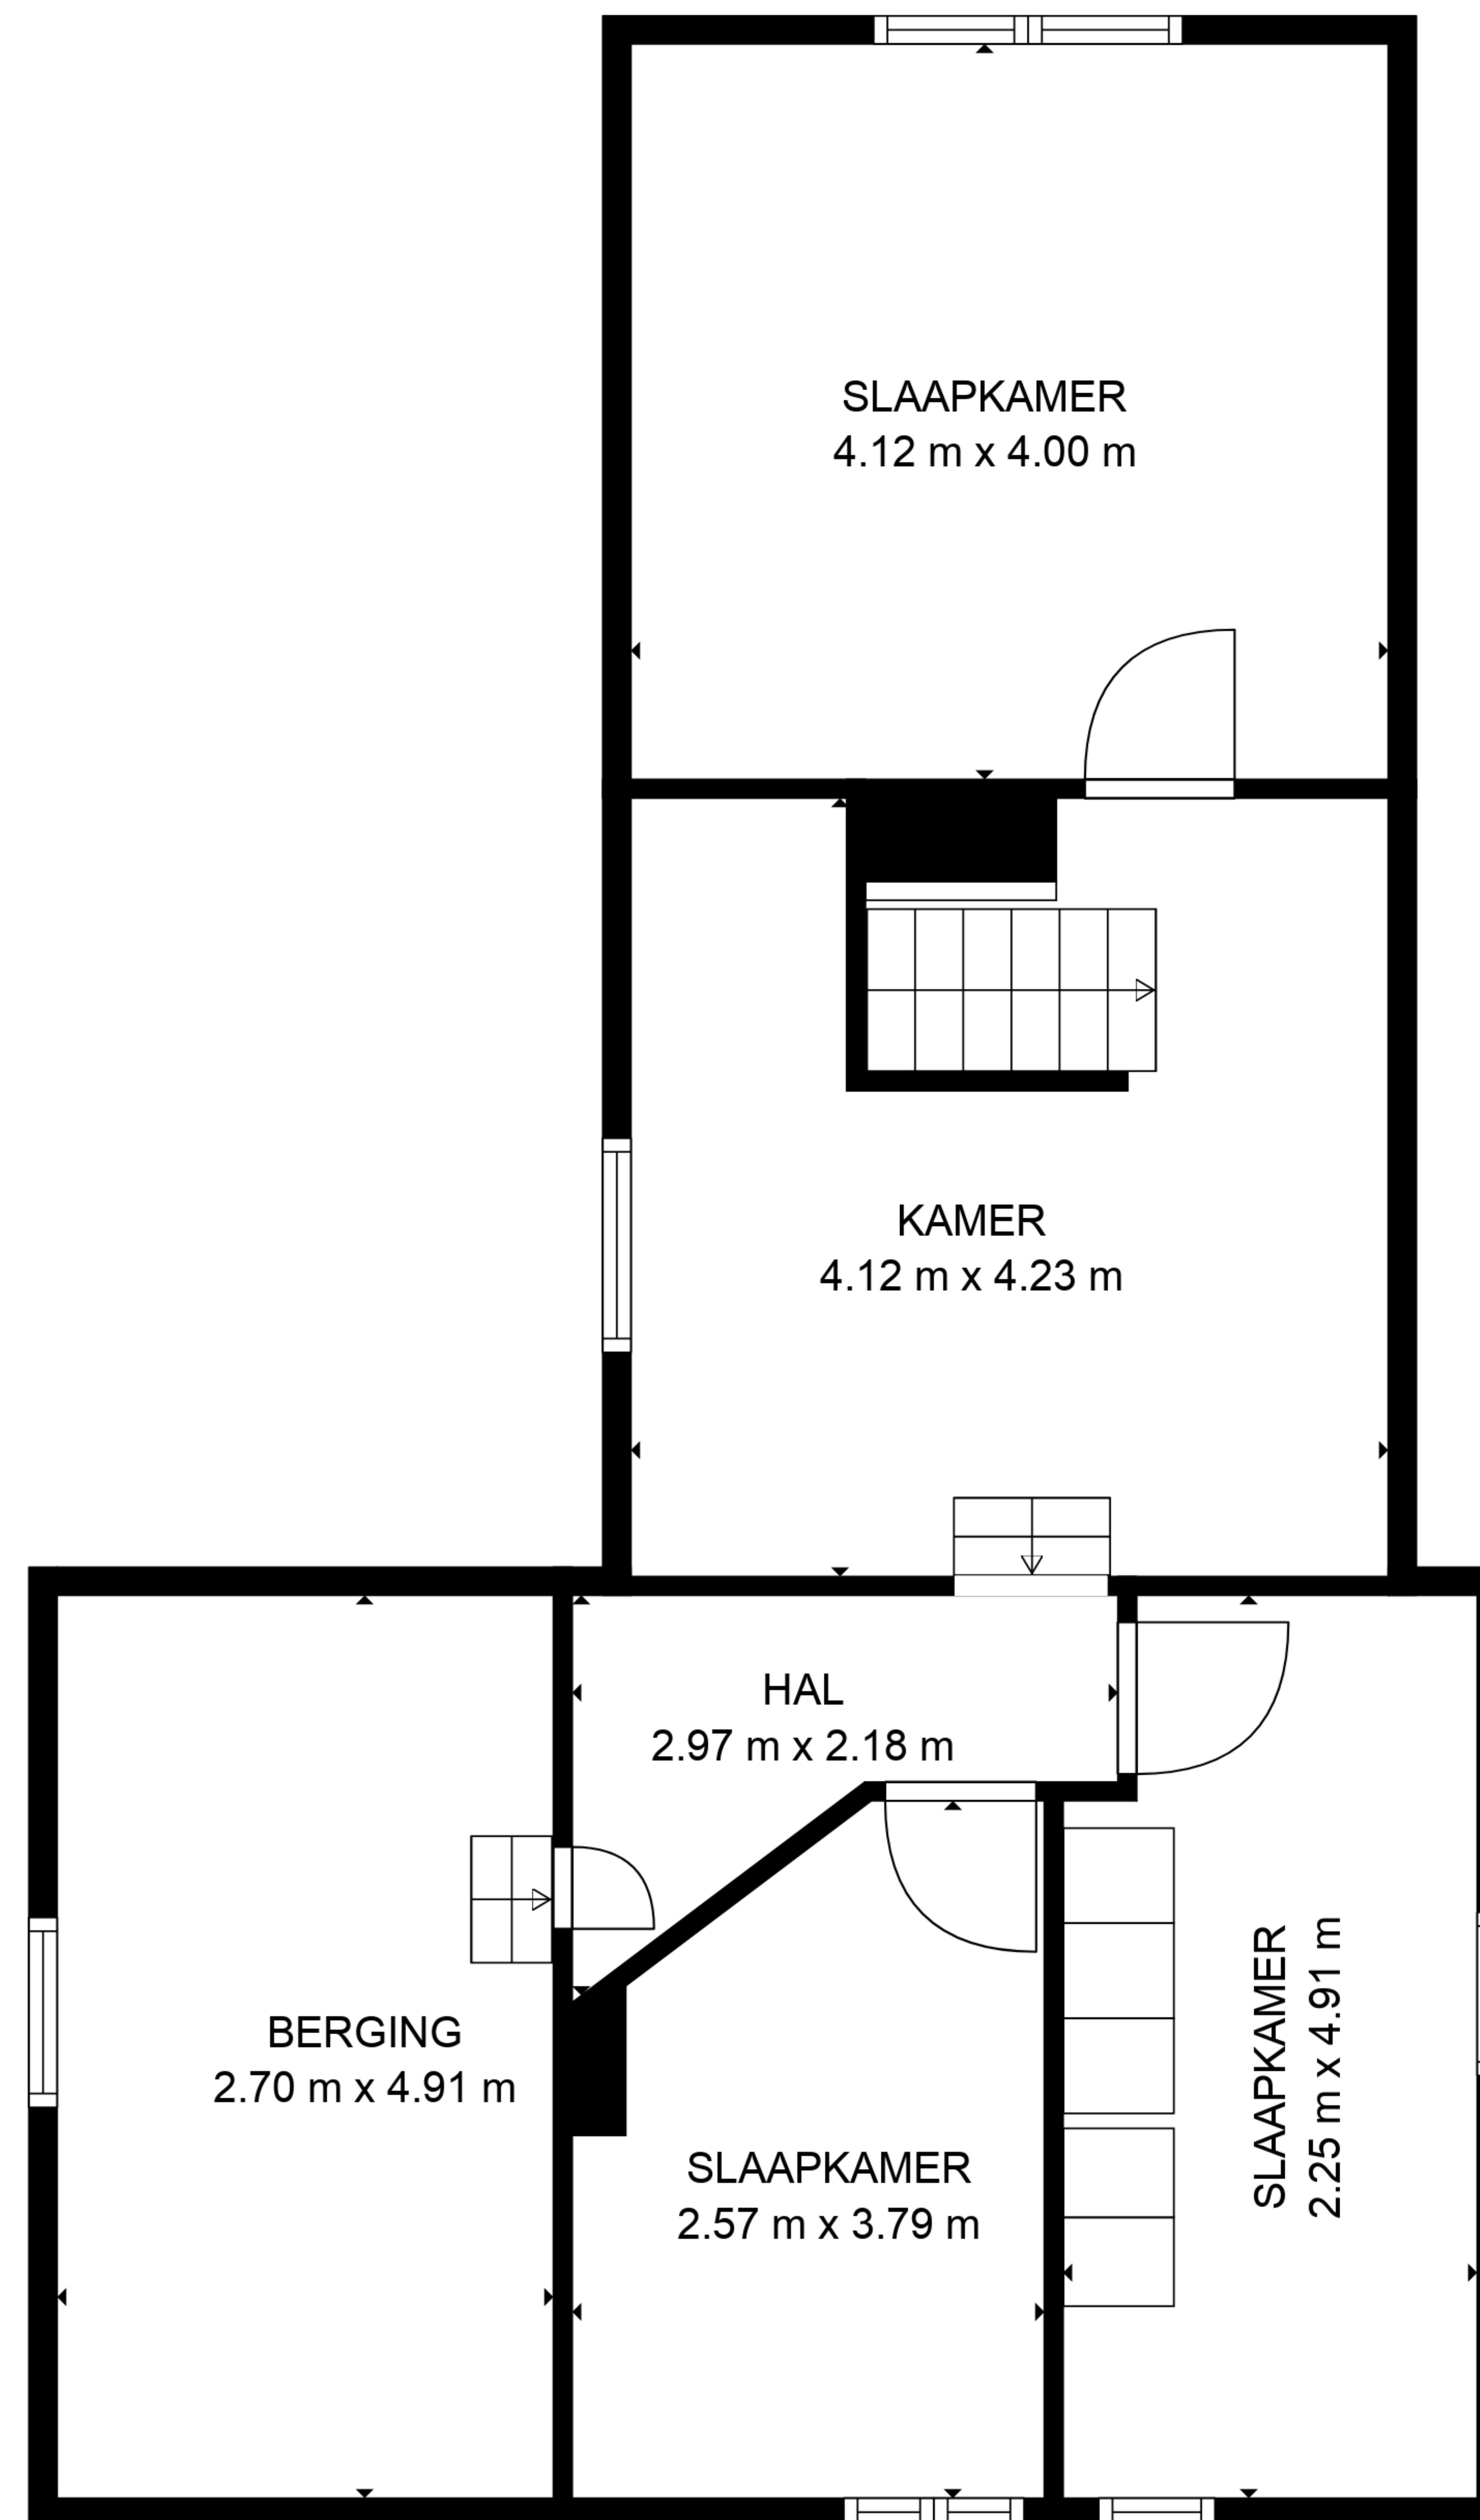 SLAAPKAMER
4.12 m x 4.00 m
KAMER
4.12 m x 4.23 m
HAL
2.97 m x 2.18 m
BERGING
2.70 m x 4.91 m
SLAAPKAMER
2.57 m x 3.79 m
SLAAPKAMER
2.25 m x 4.91 m